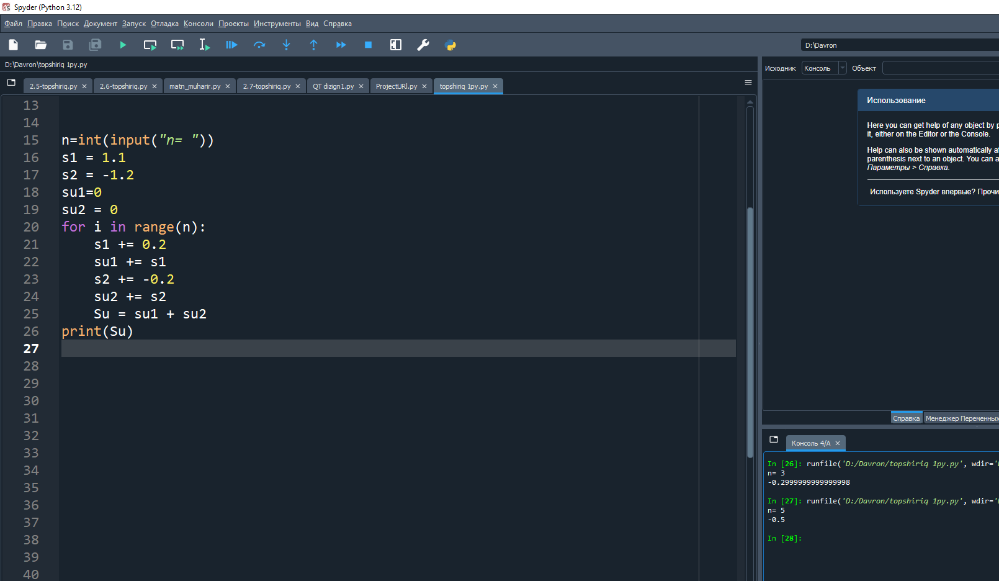 Spyder (Python 3.12)
Файл Правка Поиск Документ Запуск Отладка Консоли Проекты Инструменты Вид Справка
D:\Davron
D:\Davron\topshiriq 1py.py
2.5-topshiriq.py 2.6-topshiriq.py matn_muharir.py 2.7-topshiriq.py QT dizign1.py ProjectURl.py topshiriq 1py.py
13
14
15 n=int(input("n= "))
16 s1 = 1.1
17 s2 = -1.2
18 su1=0
19 su2 = 0
20 for i in range(n):
21 s1 += 0.2
22 su1 += s1
23 s2 += -0.2
24 su2 += s2
25 Su = su1 + su2
26 print(Su)
27
28
29
30
31
32
33
34
35
36
37
38
39
40
Исходник Консоль Объект
Использование
Here you can get help of any object by p
it, either on the Editor or the Console.
Help can also be shown automatically a
parenthesis next to an object. You can a
Параметры > Справка.
Используете Spyder впервые? Прочи
Справка Менеджер Переменных
Консоль 4/A
In [26]: runfile('D:/Davron/topshiriq 1py.py', wdir='
n= 3
-0.2999999999999998
In [27]: runfile('D:/Davron/topshiriq 1py.py', wdir='
n= 5
-0.5
In [28]: